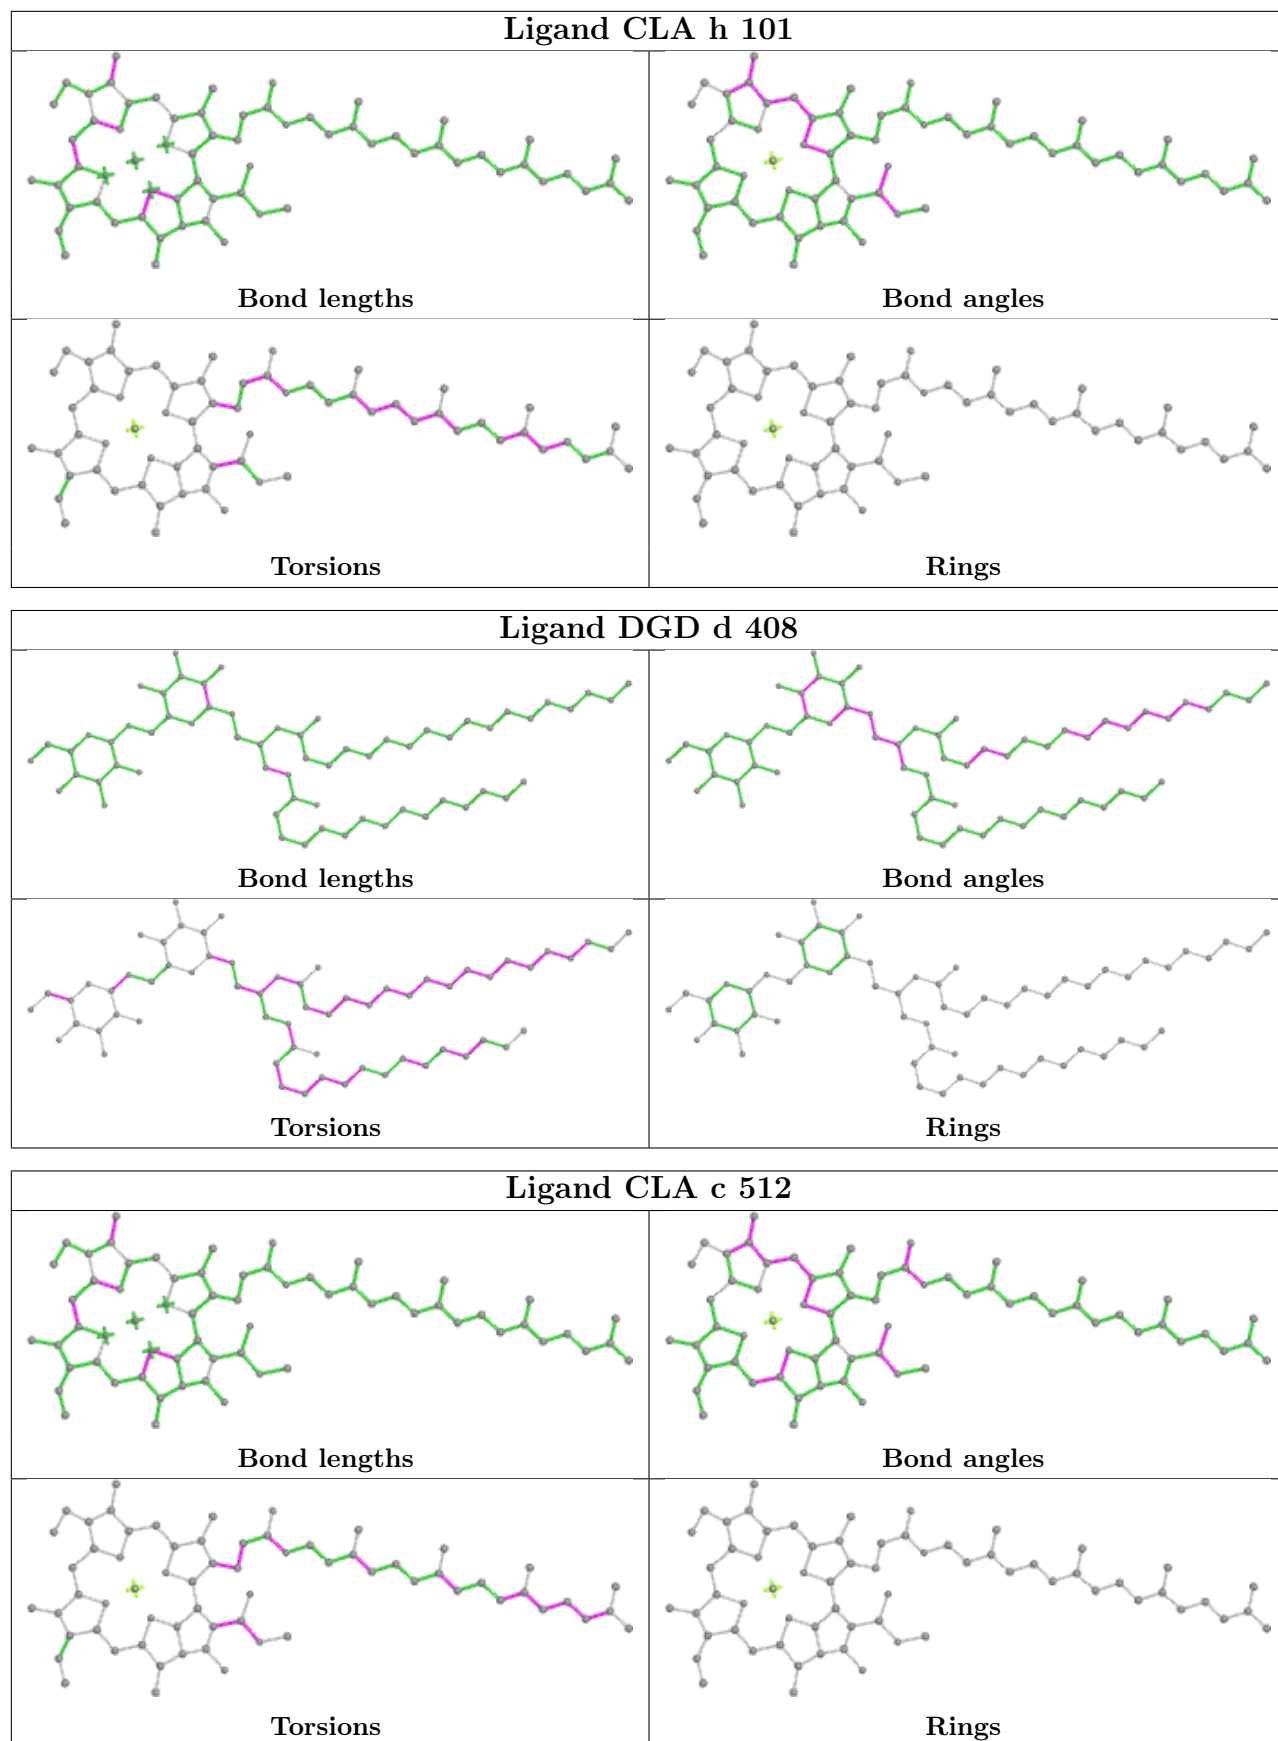 Ligand CLA h 101
Bond lengths
Bond angles
Torsions
Rings
Ligand DGD d 408
Bond lengths
Bond angles
Torsions
Rings
Ligand CLA c 512
Bond lengths
Bond angles
Torsions
Rings